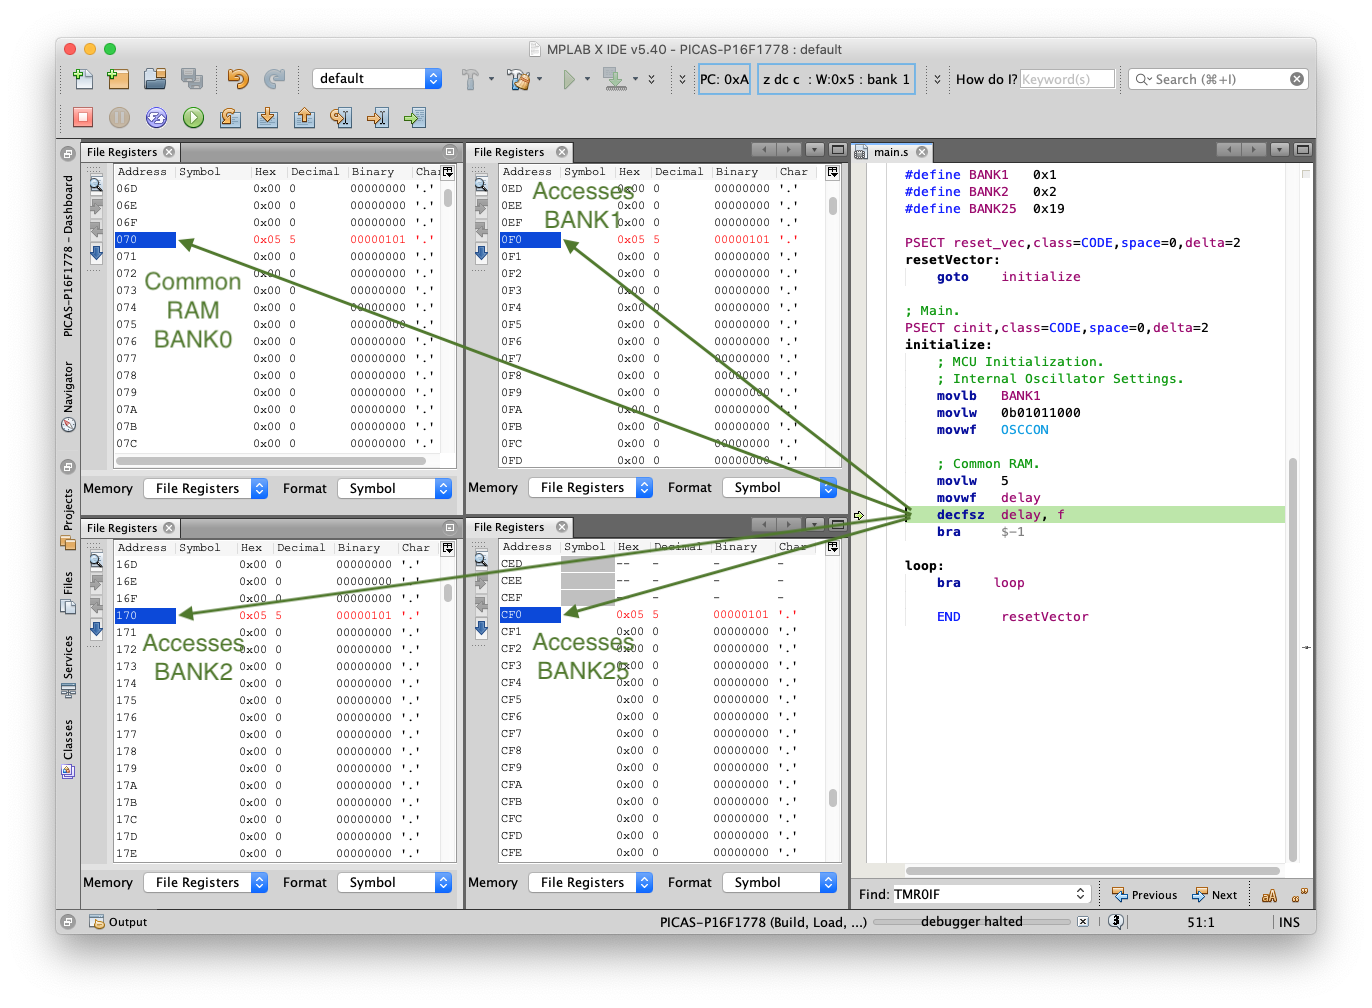 MPLAB X IDE v5.40 - PICAS-P16F1778 : default
default
PC: 0xA
z dc c : W:0x5 : bank 1
How do I?
Keyword(s)
Search (⌘+I)
PICAS-P16F1778 - Dashboard
Navigator
Projects
Files
Services
Classes
File Registers
Address Symbol Hex Decimal Binary Char
06D 0x00 0 00000000 '.'
06E 0x00 0 00000000 '.'
06F 0x00 0 00000000 '.'
070 0x05 5 00000101 '.'
071 0x00 0 00000000 '.'
072 0x00 0 00000000 '.'
073 0x00 0 00000000 '.'
074 0x00 0 00000000 '.'
075 0x00 0 00000000 '.'
076 0x00 0 00000000 '.'
077 0x00 0 00000000 '.'
078 0x00 0 00000000 '.'
079 0x00 0 00000000 '.'
07A 0x00 0 00000000 '.'
07B 0x00 0 00000000 '.'
07C 0x00 0 00000000 '.'
Common
RAM
BANK0
Memory File Registers Format Symbol
File Registers
Address Symbol Hex Decimal Binary Char
0ED 0x00 0 00000000 '.'
0EE 0x00 0 00000000 '.'
0EF 0x00 0 00000000 '.'
0F0 0x05 5 00000101 '.'
0F1 0x00 0 00000000 '.'
0F2 0x00 0 00000000 '.'
0F3 0x00 0 00000000 '.'
0F4 0x00 0 00000000 '.'
0F5 0x00 0 00000000 '.'
0F6 0x00 0 00000000 '.'
0F7 0x00 0 00000000 '.'
0F8 0x00 0 00000000 '.'
0F9 0x00 0 00000000 '.'
0FA 0x00 0 00000000 '.'
0FB 0x00 0 00000000 '.'
0FC 0x00 0 00000000 '.'
0FD 0x00 0 00000000 '.'
Accesses
BANK1
Memory File Registers Format Symbol
File Registers
Address Symbol Hex Decimal Binary Char
16D 0x00 0 00000000 '.'
16E 0x00 0 00000000 '.'
16F 0x00 0 00000000 '.'
170 0x05 5 00000101 '.'
171 0x00 0 00000000 '.'
172 0x00 0 00000000 '.'
173 0x00 0 00000000 '.'
174 0x00 0 00000000 '.'
175 0x00 0 00000000 '.'
176 0x00 0 00000000 '.'
177 0x00 0 00000000 '.'
178 0x00 0 00000000 '.'
179 0x00 0 00000000 '.'
17A 0x00 0 00000000 '.'
17B 0x00 0 00000000 '.'
17C 0x00 0 00000000 '.'
17D 0x00 0 00000000 '.'
17E 0x00 0 00000000 '.'
Accesses
BANK2
Memory File Registers Format Symbol
File Registers
Address Symbol Hex Decimal Binary Char
CED -- - - -
CEE -- - - -
CEF -- - - -
CF0 0x05 5 00000101 '.'
CF1 0x00 0 00000000 '.'
CF2 0x00 0 00000000 '.'
CF3 0x00 0 00000000 '.'
CF4 0x00 0 00000000 '.'
CF5 0x00 0 00000000 '.'
CF6 0x00 0 00000000 '.'
CF7 0x00 0 00000000 '.'
CF8 0x00 0 00000000 '.'
CF9 0x00 0 00000000 '.'
CFA 0x00 0 00000000 '.'
CFB 0x00 0 00000000 '.'
CFC 0x00 0 00000000 '.'
CFD 0x00 0 00000000 '.'
CFE 0x00 0 00000000 '.'
Accesses
BANK25
Memory File Registers Format Symbol
main.s
#define BANK1 0x1
#define BANK2 0x2
#define BANK25 0x19
PSECT reset_vec,class=CODE,space=0,delta=2
resetVector:
goto initialize
; Main.
PSECT cinit,class=CODE,space=0,delta=2
initialize:
; MCU Initialization.
; Internal Oscillator Settings.
movlb BANK1
movlw 0b01011000
movwf OSCCON
; Common RAM.
movlw 5
movwf delay
decfsz delay, f
bra $-1
loop:
bra loop
END resetVector
Find: TMR0IF
Previous
Next
Output
PICAS-P16F1778 (Build, Load, ...)
debugger halted
3
51:1
INS